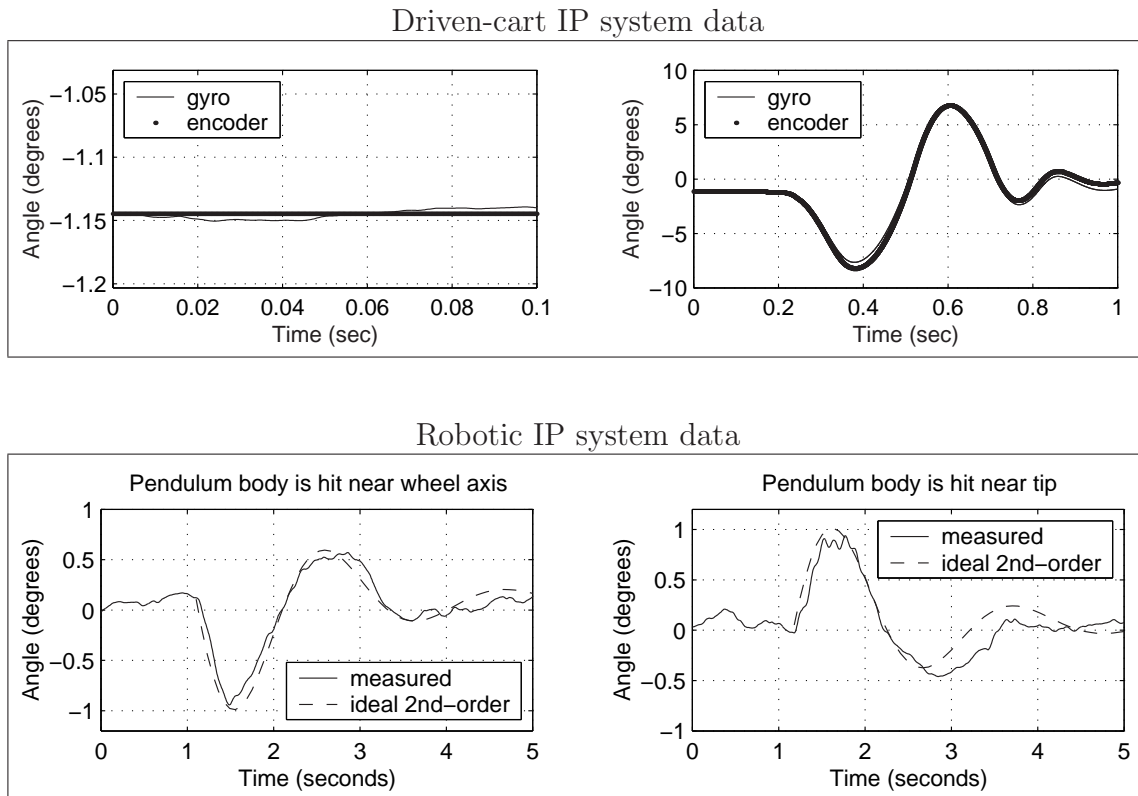 Driven-cart IP system data
−1.05
−1.1
−1.15
−1.2
Angle (degrees)
gyro
encoder
0 0.02 0.04 0.06 0.08 0.1
Time (sec)
10
5
0
−5
−10
Angle (degrees)
gyro
encoder
0 0.2 0.4 0.6 0.8 1
Time (sec)
Robotic IP system data
Pendulum body is hit near wheel axis
1
0.5
0
−0.5
−1
Angle (degrees)
measured
ideal 2nd−order
0 1 2 3 4 5
Time (seconds)
Pendulum body is hit near tip
1
0.5
0
−0.5
−1
Angle (degrees)
measured
ideal 2nd−order
0 1 2 3 4 5
Time (seconds)